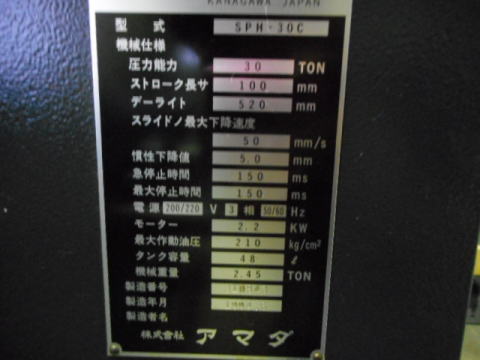 KANAGAWA JAPAN
型式 SPH-30C
機械仕様
圧力能力 30 TON
ストローク長サ 100 mm
デーライト 520 mm
スライドノ最大下降速度
50 mm/s
慣性下降値 5.0 mm
急停止時間 150 ms
最大停止時間 150 ms
電源 200/220 V 3 相 50/60 Hz
モーター 2.2 KW
最大作動油圧 210 kg/cm²
タンク容量 48 ℓ
機械重量 2.45 TON
製造番号
製造年月
製造者名
株式会社 アマダ